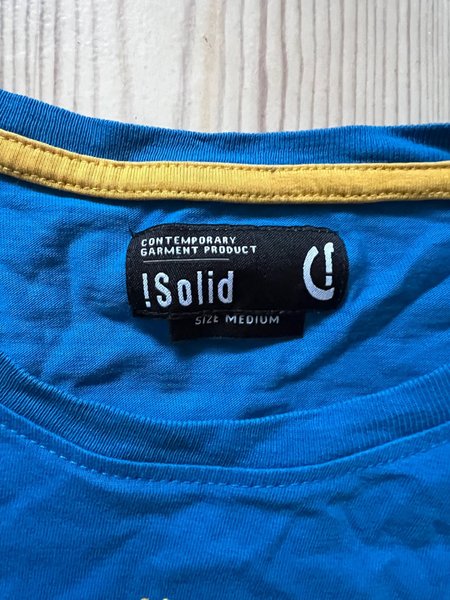 CONTEMPORARY
GARMENT PRODUCT
!Solid
SIZE MEDIUM